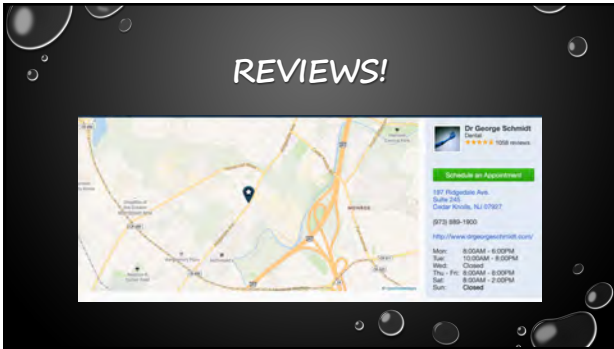 REVIEWS!
MONROE
Dr George Schmidt
Dental
1058 reviews
Schedule an Appointment
197 Ridgedale Ave.
Suite 245
Cedar Knolls, NJ 07927
(973) 889-1900
http://www.drgeorgeschmidt.com/
Mon: 8:00AM - 6:00PM
Tue: 10:00AM - 8:00PM
Wed: Closed
Thu - Fri: 8:00AM - 6:00PM
Sat: 8:00AM - 2:00PM
Sun: Closed